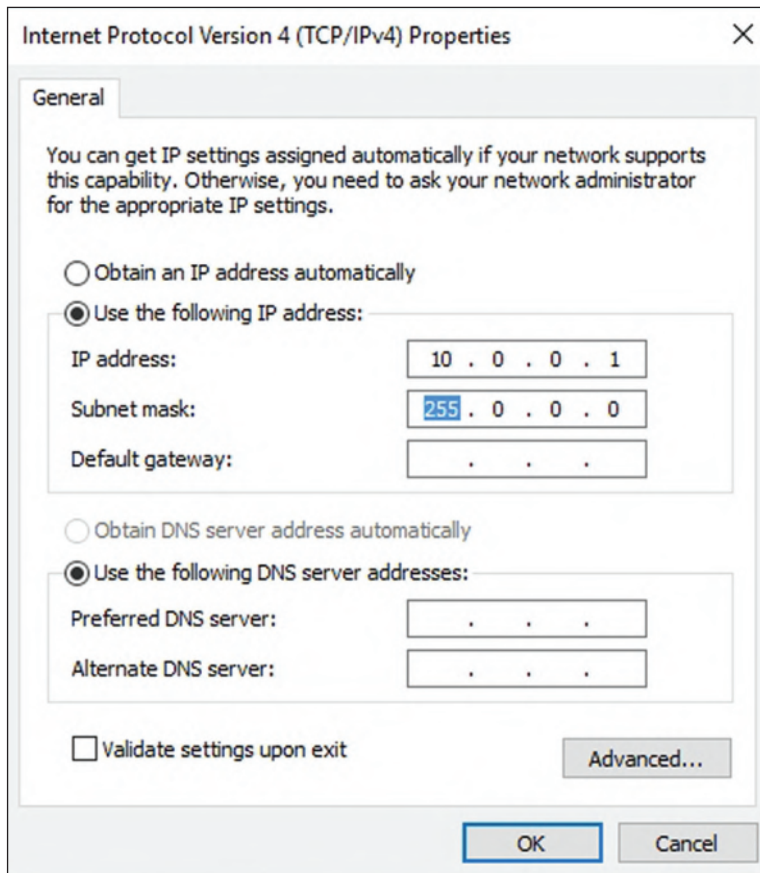 Internet Protocol Version 4 (TCP/IPv4) Properties
General
You can get IP settings assigned automatically if your network supports
this capability. Otherwise, you need to ask your network administrator
for the appropriate IP settings.
Obtain an IP address automatically
Use the following IP address:
IP address: 10 . 0 . 0 . 1
Subnet mask: 255 . 0 . 0 . 0
Default gateway: . . .
Obtain DNS server address automatically
Use the following DNS server addresses:
Preferred DNS server: . . .
Alternate DNS server: . . .
Validate settings upon exit
Advanced...
OK Cancel